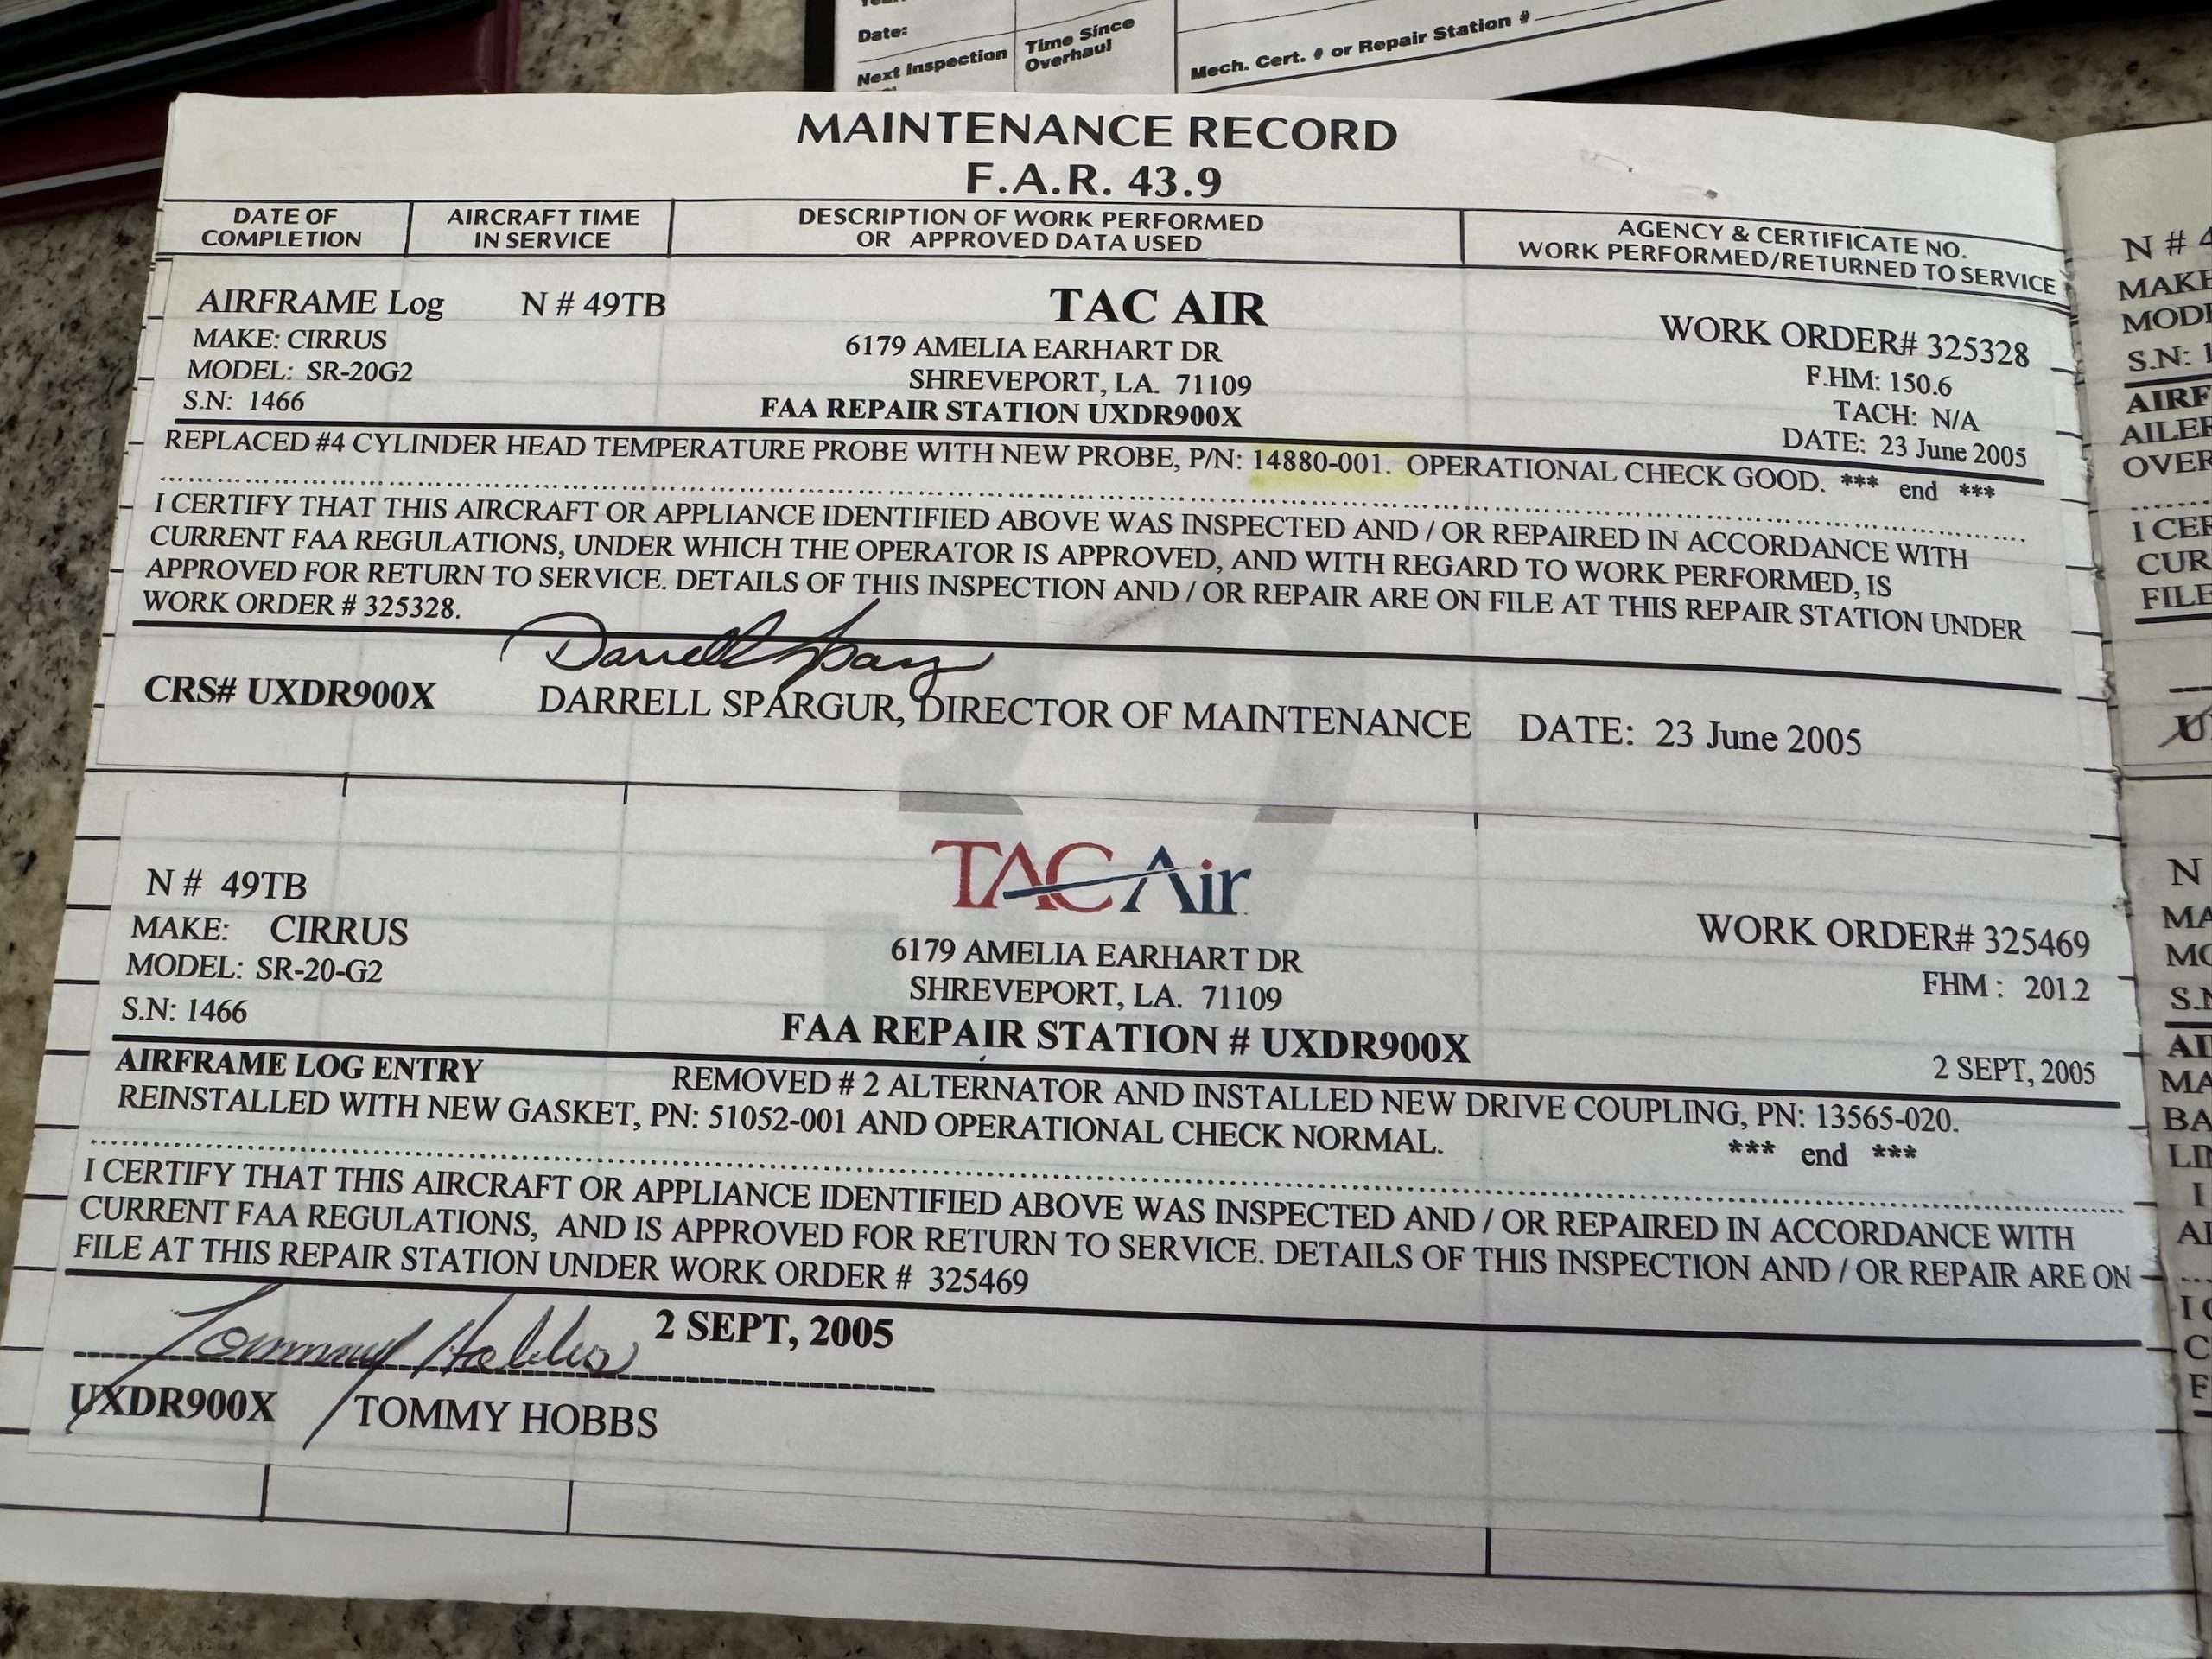 Date:
Next Inspection
Time Since
Overhaul
Mech. Cert. # or Repair Station #
MAINTENANCE RECORD
F.A.R. 43.9
DATE OF
COMPLETION
AIRCRAFT TIME
IN SERVICE
DESCRIPTION OF WORK PERFORMED
OR APPROVED DATA USED
AGENCY & CERTIFICATE NO.
WORK PERFORMED/RETURNED TO SERVICE
AIRFRAME Log N # 49TB
MAKE: CIRRUS
MODEL: SR-20G2
S.N: 1466
TAC AIR
6179 AMELIA EARHART DR
SHREVEPORT, LA. 71109
FAA REPAIR STATION UXDR900X
WORK ORDER# 325328
F.HM: 150.6
TACH: N/A
DATE: 23 June 2005
REPLACED #4 CYLINDER HEAD TEMPERATURE PROBE WITH NEW PROBE, P/N: 14880-001. OPERATIONAL CHECK GOOD. *** end ***
I CERTIFY THAT THIS AIRCRAFT OR APPLIANCE IDENTIFIED ABOVE WAS INSPECTED AND / OR REPAIRED IN ACCORDANCE WITH
CURRENT FAA REGULATIONS, UNDER WHICH THE OPERATOR IS APPROVED, AND WITH REGARD TO WORK PERFORMED, IS
APPROVED FOR RETURN TO SERVICE. DETAILS OF THIS INSPECTION AND / OR REPAIR ARE ON FILE AT THIS REPAIR STATION UNDER
WORK ORDER # 325328.
CRS# UXDR900X DARRELL SPARGUR, DIRECTOR OF MAINTENANCE DATE: 23 June 2005
TAC Air
N # 49TB
MAKE: CIRRUS
MODEL: SR-20-G2
S.N: 1466
6179 AMELIA EARHART DR
SHREVEPORT, LA. 71109
FAA REPAIR STATION # UXDR900X
WORK ORDER# 325469
FHM : 201.2
2 SEPT, 2005
AIRFRAME LOG ENTRY REMOVED # 2 ALTERNATOR AND INSTALLED NEW DRIVE COUPLING, PN: 13565-020.
REINSTALLED WITH NEW GASKET, PN: 51052-001 AND OPERATIONAL CHECK NORMAL. *** end ***
I CERTIFY THAT THIS AIRCRAFT OR APPLIANCE IDENTIFIED ABOVE WAS INSPECTED AND / OR REPAIRED IN ACCORDANCE WITH
CURRENT FAA REGULATIONS, AND IS APPROVED FOR RETURN TO SERVICE. DETAILS OF THIS INSPECTION AND / OR REPAIR ARE ON
FILE AT THIS REPAIR STATION UNDER WORK ORDER # 325469
Tommy Hobbs 2 SEPT, 2005
UXDR900X TOMMY HOBBS